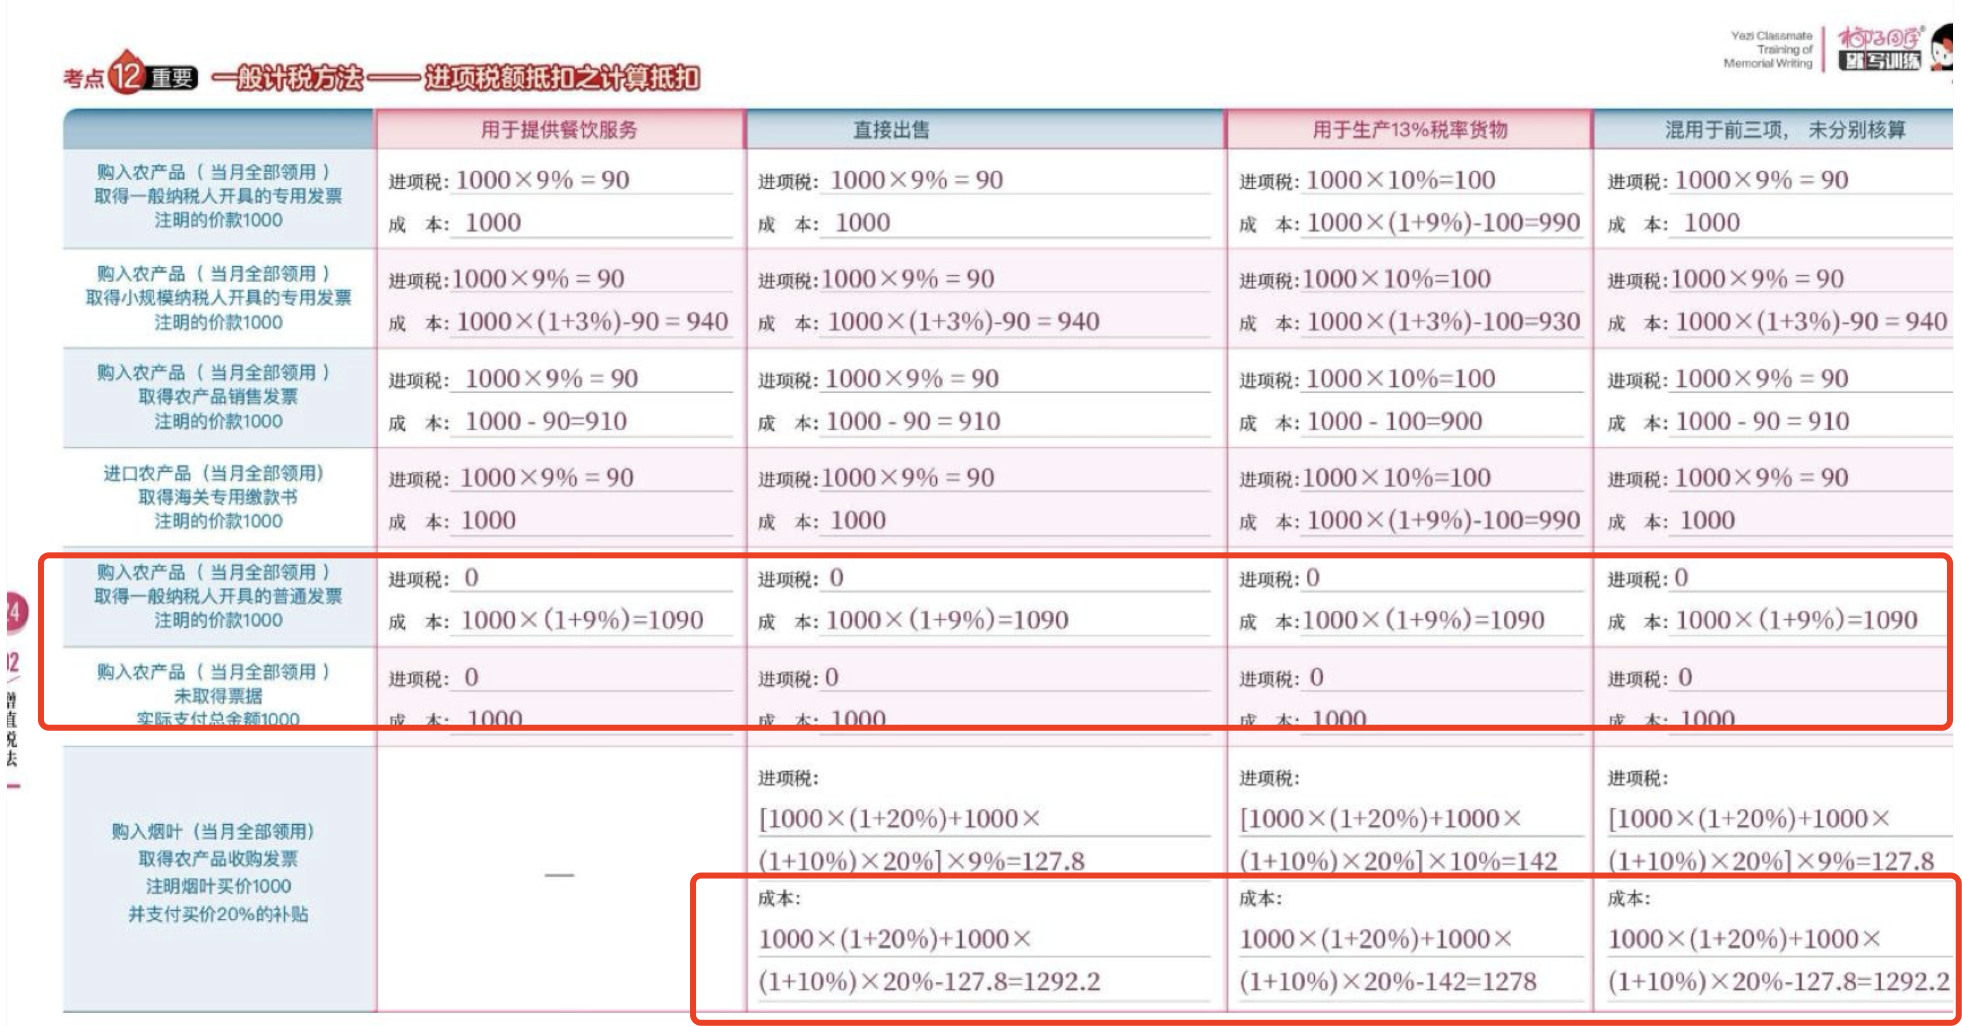 Yezi Classmate
Training of
Memorial Writing
椰子同学
默写训练
考点12 重要 一般计税方法——进项税额抵扣之计算抵扣
用于提供餐饮服务 直接出售 用于生产13%税率货物 混用于前三项，未分别核算
购入农产品（当月全部领用）
取得一般纳税人开具的专用发票
注明的价款1000
进项税: 1000×9% = 90
成 本: 1000
进项税: 1000×9% = 90
成 本: 1000
进项税: 1000×10%=100
成 本: 1000×(1+9%)-100=990
进项税: 1000×9% = 90
成 本: 1000
购入农产品（当月全部领用）
取得小规模纳税人开具的专用发票
注明的价款1000
进项税: 1000×9% = 90
成 本: 1000×(1+3%)-90 = 940
进项税: 1000×9% = 90
成 本: 1000×(1+3%)-90 = 940
进项税: 1000×10%=100
成 本: 1000×(1+3%)-100=930
进项税: 1000×9% = 90
成 本: 1000×(1+3%)-90 = 940
购入农产品（当月全部领用）
取得农产品销售发票
注明的价款1000
进项税: 1000×9% = 90
成 本: 1000 - 90=910
进项税: 1000×9% = 90
成 本: 1000 - 90 = 910
进项税: 1000×10%=100
成 本: 1000 - 100=900
进项税: 1000×9% = 90
成 本: 1000 - 90 = 910
进口农产品（当月全部领用）
取得海关专用缴款书
注明的价款1000
进项税: 1000×9% = 90
成 本: 1000
进项税: 1000×9% = 90
成 本: 1000
进项税: 1000×10%=100
成 本: 1000×(1+9%)-100=990
进项税: 1000×9% = 90
成 本: 1000
购入农产品（当月全部领用）
取得一般纳税人开具的普通发票
注明的价款1000
进项税: 0
成 本: 1000×(1+9%)=1090
进项税: 0
成 本: 1000×(1+9%)=1090
进项税: 0
成 本: 1000×(1+9%)=1090
进项税: 0
成 本: 1000×(1+9%)=1090
购入农产品（当月全部领用）
未取得票据
实际支付总金额1000
进项税: 0
成 本: 1000
进项税: 0
成 本: 1000
进项税: 0
成 本: 1000
进项税: 0
成 本: 1000
购入烟叶（当月全部领用）
取得农产品收购发票
注明烟叶买价1000
并支付买价20%的补贴
—
进项税:
[1000×(1+20%)+1000×
(1+10%)×20%]×9%=127.8
成本:
1000×(1+20%)+1000×
(1+10%)×20%-127.8=1292.2
进项税:
[1000×(1+20%)+1000×
(1+10%)×20%]×10%=142
成本:
1000×(1+20%)+1000×
(1+10%)×20%-142=1278
进项税:
[1000×(1+20%)+1000×
(1+10%)×20%]×9%=127.8
成本:
1000×(1+20%)+1000×
(1+10%)×20%-127.8=1292.2
增值税法